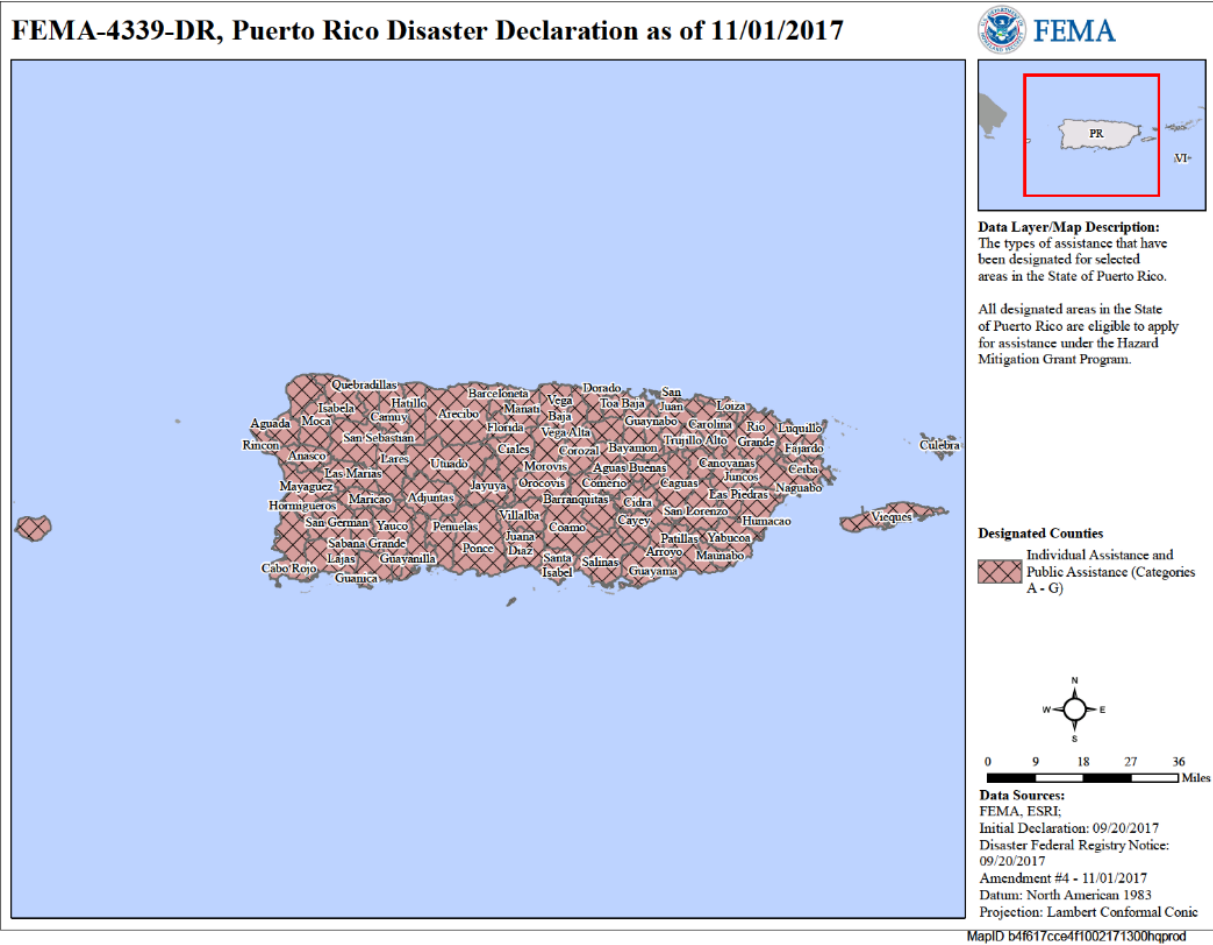 FEMA-4339-DR, Puerto Rico Disaster Declaration as of 11/01/2017
FEMA
PR
VI
Data Layer/Map Description:
The types of assistance that have
been designated for selected
areas in the State of Puerto Rico.
All designated areas in the State
of Puerto Rico are eligible to apply
for assistance under the Hazard
Mitigation Grant Program.
Quebradillas
Barceloneta
Dorado
San
Juan
Isabela
Hatillo
Vega
Baja
Toa Baja
Loiza
Aguada
Moca
Camuy
Arecibo
Manati
Guaynabo
Carolina
Rio
Grande
Luquillo
Florida
Vega Alta
Rincon
San Sebastian
Trujillo Alto
Fajardo
Culebra
Anasco
Lares
Utuado
Ciales
Corozal
Bayamon
Canovanas
Ceiba
Las Marias
Morovis
Aguas Buenas
Juncos
Mayaguez
Jayuya
Orocovis
Comerio
Caguas
Naguabo
Hormigueros
Maricao
Adjuntas
Barranquitas
Cidra
Las Piedras
San German
Yauco
Penuelas
Villalba
Coamo
Cayey
San Lorenzo
Humacao
Vieques
Sabana Grande
Juana
Diaz
Patillas
Yabucoa
Lajas
Guayanilla
Ponce
Santa
Isabel
Salinas
Arroyo
Maunabo
Cabo Rojo
Guanica
Guayama
Designated Counties
Individual Assistance and
Public Assistance (Categories
A - G)
N
W
E
S
0 9 18 27 36
Miles
Data Sources:
FEMA, ESRI;
Initial Declaration: 09/20/2017
Disaster Federal Registry Notice:
09/20/2017
Amendment #4 - 11/01/2017
Datum: North American 1983
Projection: Lambert Conformal Conic
MapID b4f617cce4f1002171300hqprod